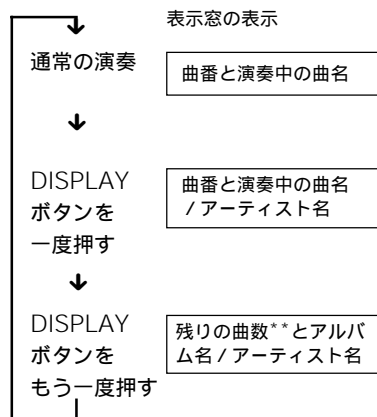 表示窓の表示
通常の演奏
曲番と演奏中の曲名
DISPLAY
ボタンを
一度押す
曲番と演奏中の曲名
/アーティスト名
DISPLAY
ボタンを
もう一度押す
残りの曲数**とアルバ
ム名/アーティスト名